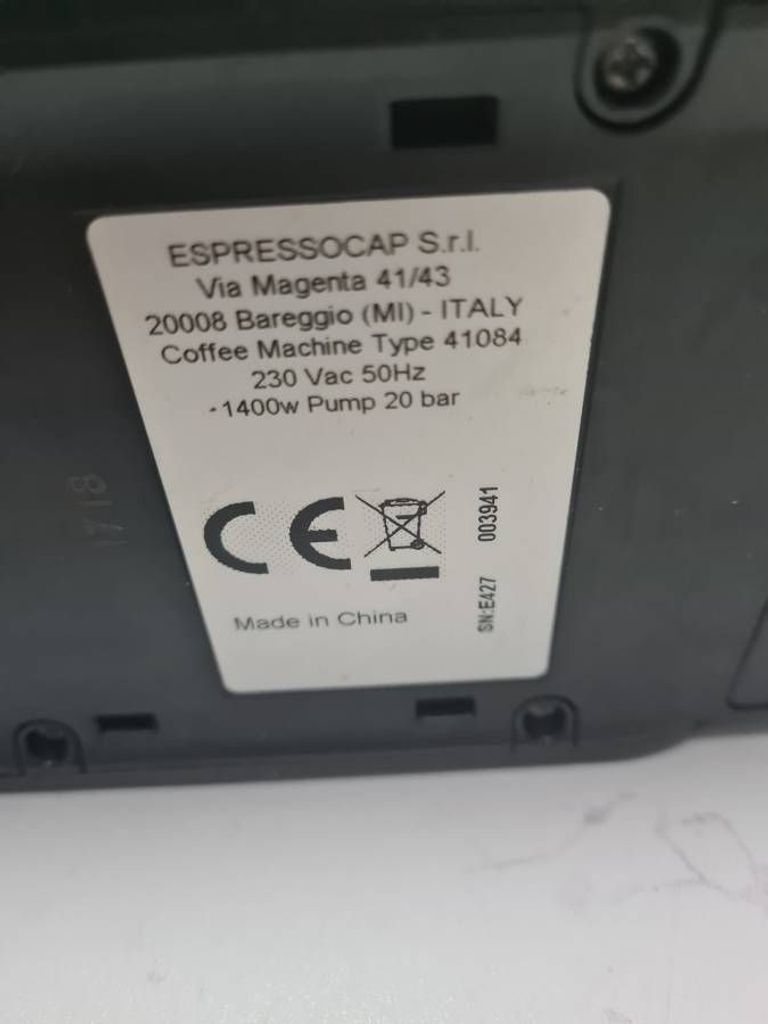 ESPRESSOCAP S.r.l.
Via Magenta 41/43
20008 Bareggio (MI) - ITALY
Coffee Machine Type 41084
230 Vac 50Hz
-1400w Pump 20 bar
CE
Made in China
SN:E427 003941
1718